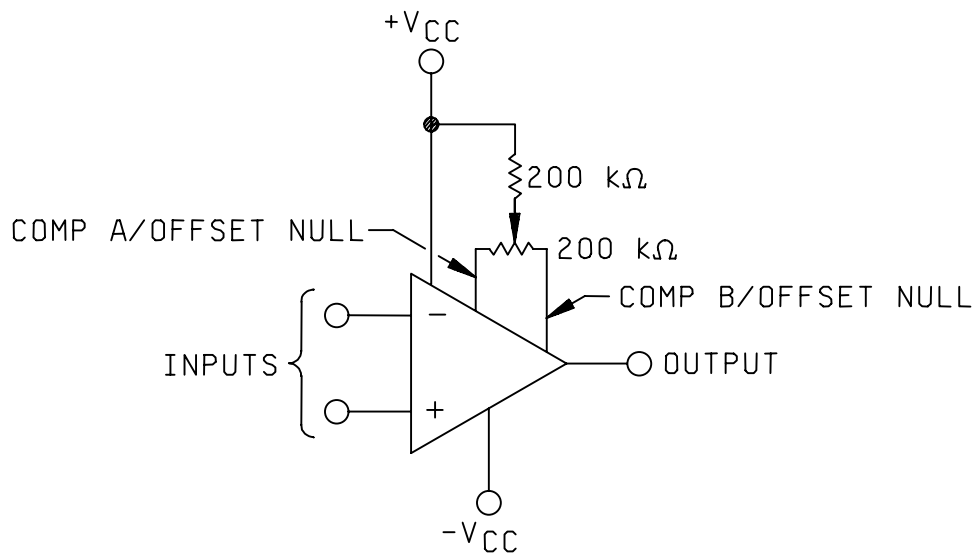 +VCC
200 kΩ
COMP A/OFFSET NULL
200 kΩ
COMP B/OFFSET NULL
−
INPUTS
OUTPUT
+
−VCC